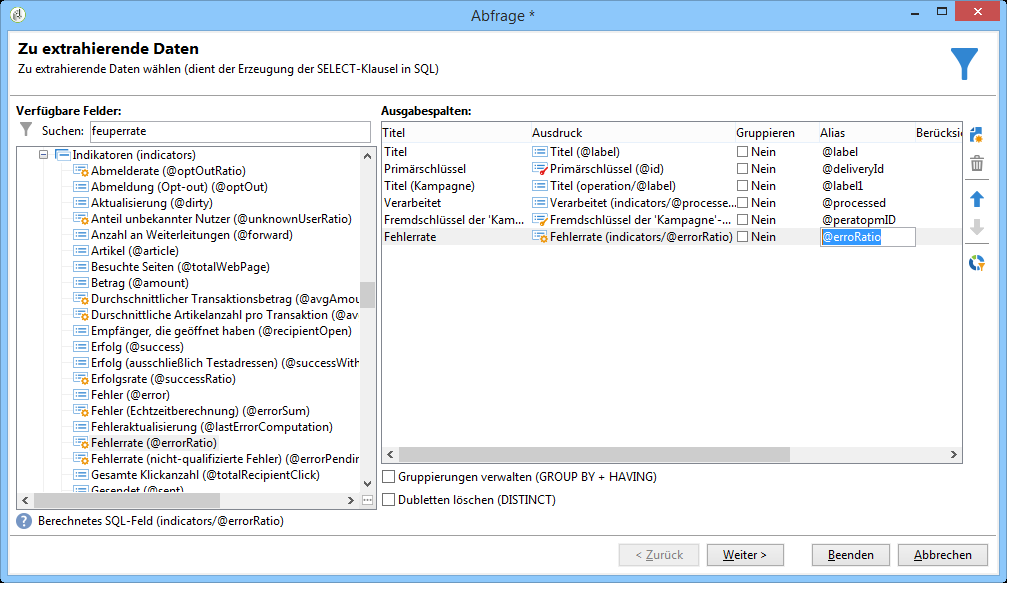 Abfrage *
Zu extrahierende Daten
Zu extrahierende Daten wählen (dient der Erzeugung der SELECT-Klausel in SQL)
Verfügbare Felder:
Suchen: feuperrate
Indikatoren (indicators)
Abmelderate (@optOutRatio)
Abmeldung (Opt-out) (@optOut)
Aktualisierung (@dirty)
Anteil unbekannter Nutzer (@unknownUserRatio)
Anzahl an Weiterleitungen (@forward)
Artikel (@article)
Besuchte Seiten (@totalWebPage)
Betrag (@amount)
Durchschnittlicher Transaktionsbetrag (@avgAmou
Durschnittliche Artikelanzahl pro Transaktion (@av
Empfänger, die geöffnet haben (@recipientOpen)
Erfolg (@success)
Erfolg (ausschließlich Testadressen) (@successWith
Erfolgsrate (@successRatio)
Fehler (@error)
Fehler (Echtzeitberechnung) (@errorSum)
Fehleraktualisierung (@lastErrorComputation)
Fehlerrate (@errorRatio)
Fehlerrate (nicht-qualifizierte Fehler) (@errorPendin
Gesamte Klickanzahl (@totalRecipientClick)
Gesendet (@sent)
Berechnetes SQL-Feld (indicators/@errorRatio)
Ausgabespalten:
Titel Ausdruck Gruppieren Alias Berücksic
Titel Titel (@label) Nein @label
Primärschlüssel Primärschlüssel (@id) Nein @deliveryId
Titel (Kampagne) Titel (operation/@label) Nein @label1
Verarbeitet Verarbeitet (indicators/@processe... Nein @processed
Fremdschlüssel der 'Kam... Fremdschlüssel der 'Kampagne'-... Nein @peratopmID
Fehlerrate Fehlerrate (indicators/@errorRatio) Nein @erroRatio
Gruppierungen verwalten (GROUP BY + HAVING)
Dubletten löschen (DISTINCT)
< Zurück Weiter > Beenden Abbrechen